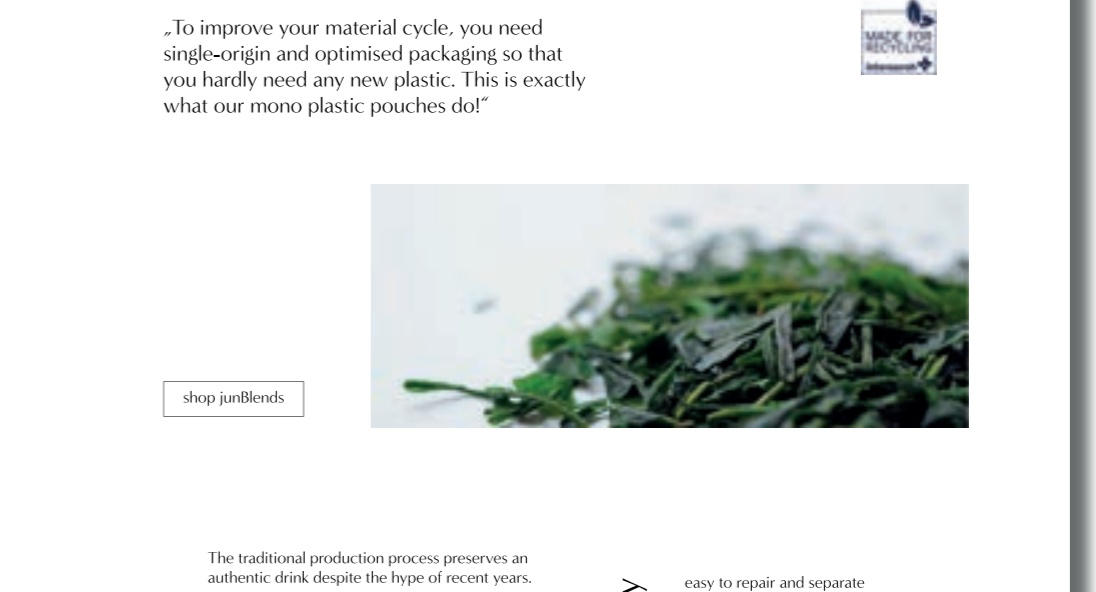 „To improve your material cycle, you need
single-origin and optimised packaging so that
you hardly need any new plastic. This is exactly
what our mono plastic pouches do!“
MADE FOR
RECYCLING
interseroh
shop junBlends
The traditional production process preserves an
authentic drink despite the hype of recent years.
easy to repair and separate